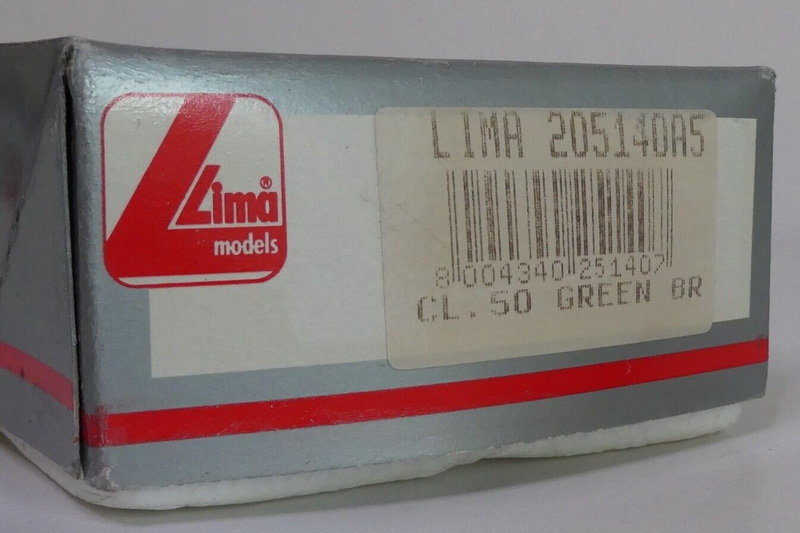 Lima®
models
LIMA 205140A5
8 004340 251407
CL.50 GREEN BR